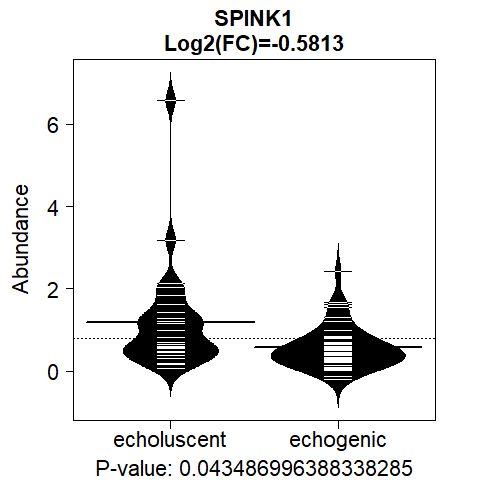 SPINK1
Log2(FC)=-0.5813
Abundance
6
4
2
0
echoluscent echogenic
P-value: 0.043486996388338285